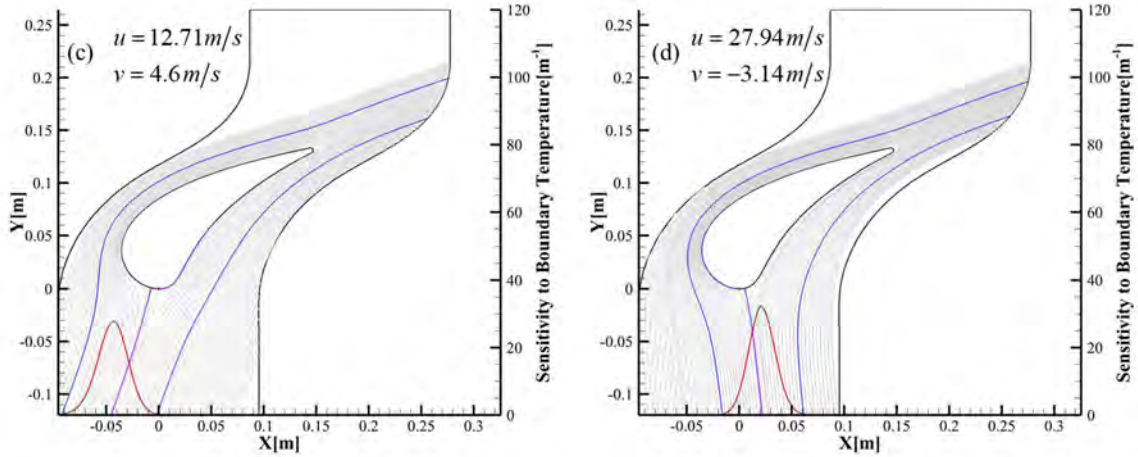 (c)
u = 12.71m/s
v = 4.6m/s
0.25
0.2
0.15
0.1
0.05
0
-0.05
-0.1
Y[m]
-0.05 0 0.05 0.1 0.15 0.2 0.25 0.3
X[m]
120
100
80
60
40
20
0
Sensitivity to Boundary Temperature[m⁻¹]
(d)
u = 27.94m/s
v = −3.14m/s
0.25
0.2
0.15
0.1
0.05
0
-0.05
-0.1
Y[m]
-0.05 0 0.05 0.1 0.15 0.2 0.25 0.3
X[m]
120
100
80
60
40
20
0
Sensitivity to Boundary Temperature[m⁻¹]